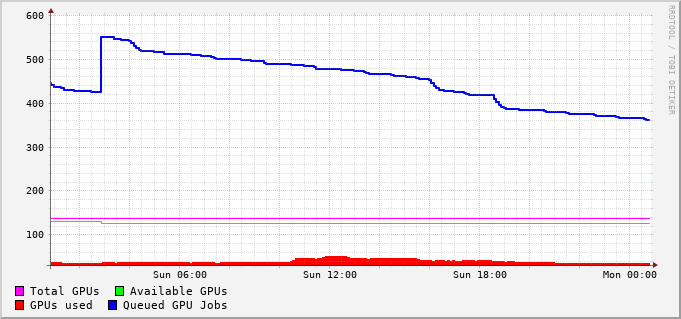 600
500
400
300
200
100
Sun 06:00 Sun 12:00 Sun 18:00 Mon 00:00
Total GPUs Available GPUs
GPUs used Queued GPU Jobs
RRDTOOL / TOBI OETIKER